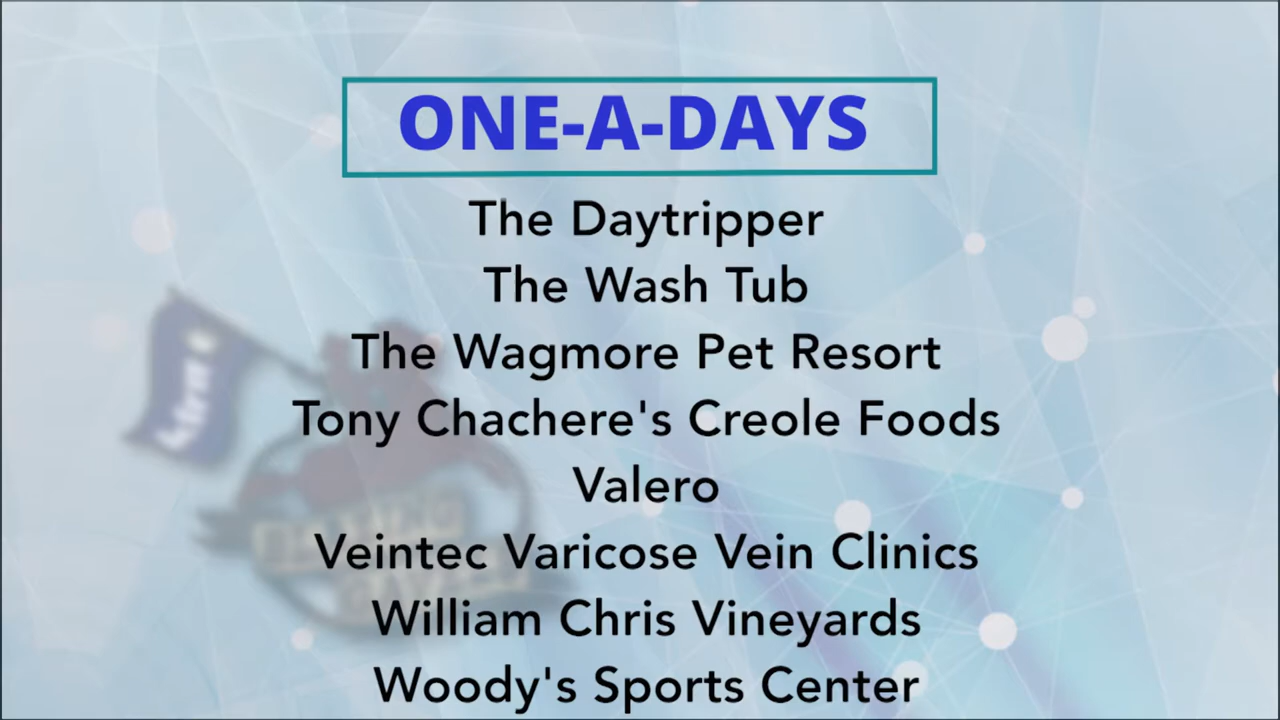 ONE-A-DAYS
The Daytripper
The Wash Tub
The Wagmore Pet Resort
Tony Chachere's Creole Foods
Valero
Veintec Varicose Vein Clinics
William Chris Vineyards
Woody's Sports Center